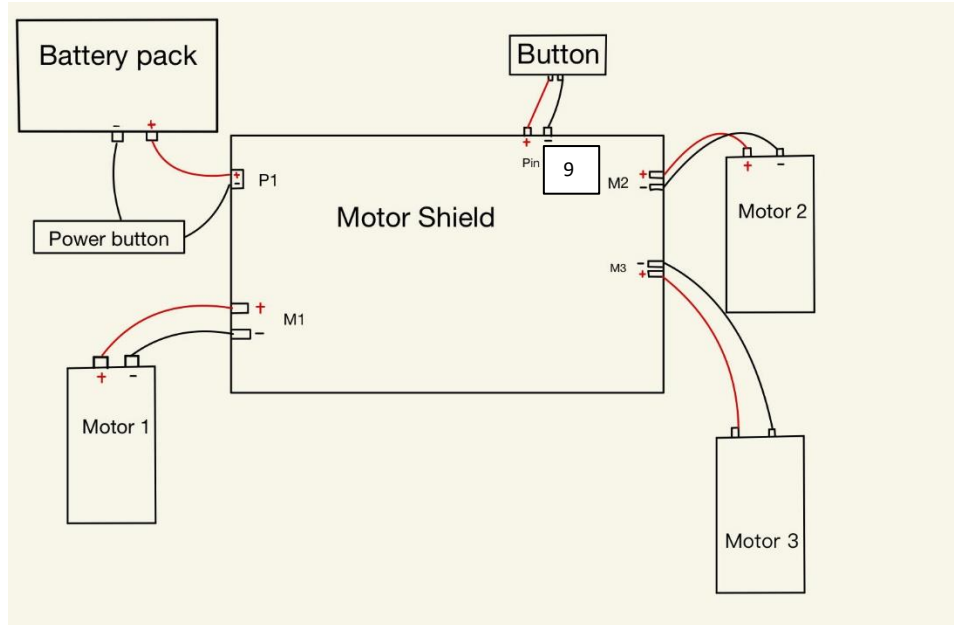 Battery pack
- +
Button
+ -
Pin 9
+
-
P1
Power button
Motor Shield
+
-
M2
+ -
Motor 2
-
+
M3
+
-
M1
+ -
Motor 1
Motor 3